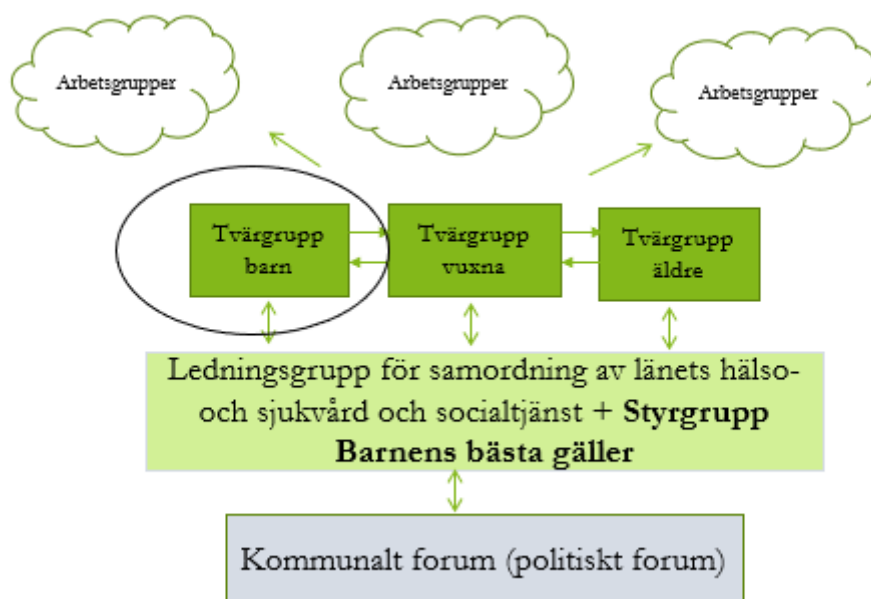 Arbetsgrupper
Arbetsgrupper
Arbetsgrupper
Tvärgrupp
barn
Tvärgrupp
vuxna
Tvärgrupp
äldre
Ledningsgrupp för samordning av länets hälso-
och sjukvård och socialtjänst + Styrgrupp
Barnens bästa gäller
Kommunalt forum (politiskt forum)